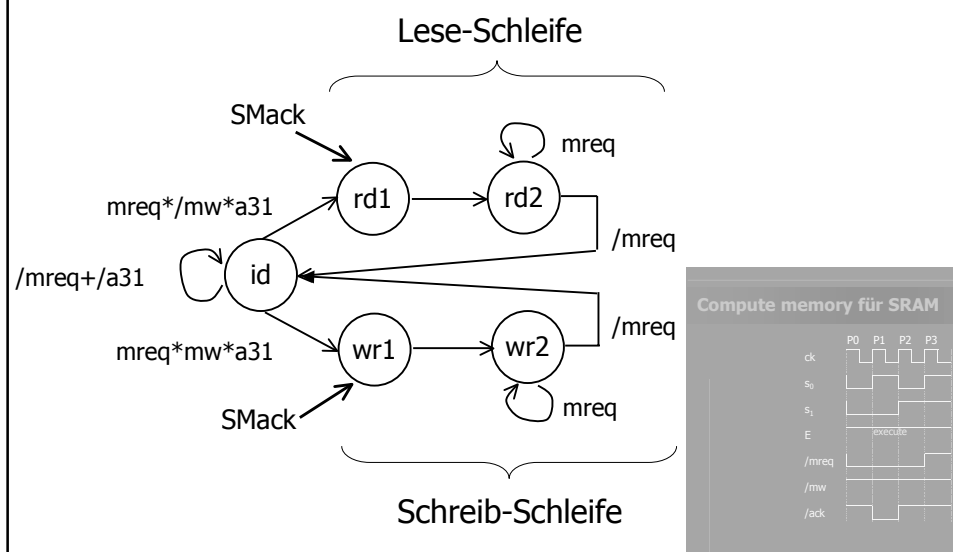 Lese-Schleife
SMack
mreq
rd1
rd2
mreq*/mw*a31
/mreq
/mreq+/a31
id
/mreq
mreq*mw*a31
wr1
wr2
SMack
mreq
Schreib-Schleife
Compute memory für SRAM
P0 P1 P2 P3
ck
s₀
s₁
E
execute
/mreq
/mw
/ack